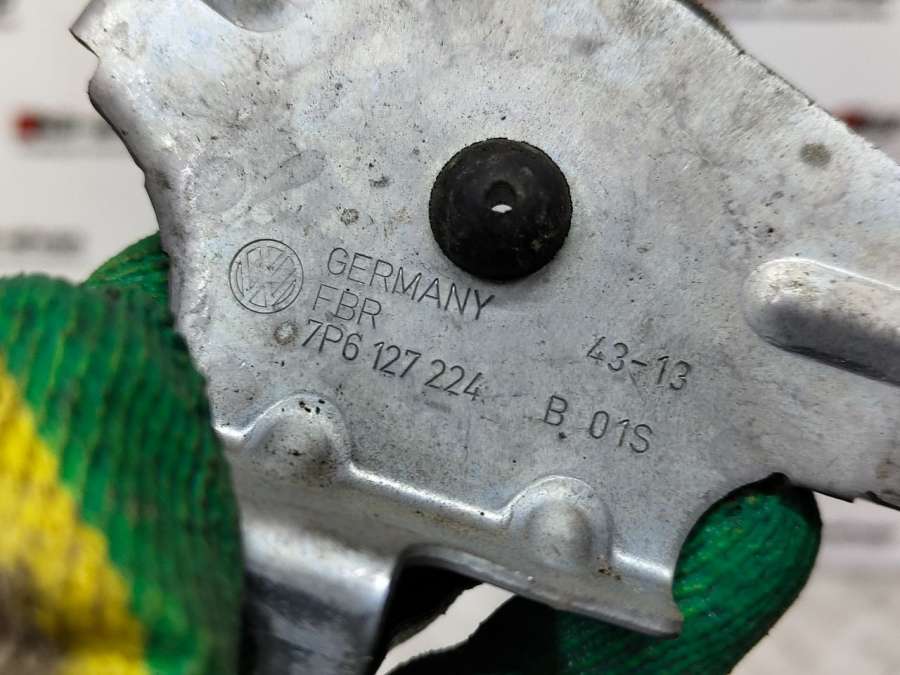 GERMANY
FBR
7P6 127 224 B 01S
43-13